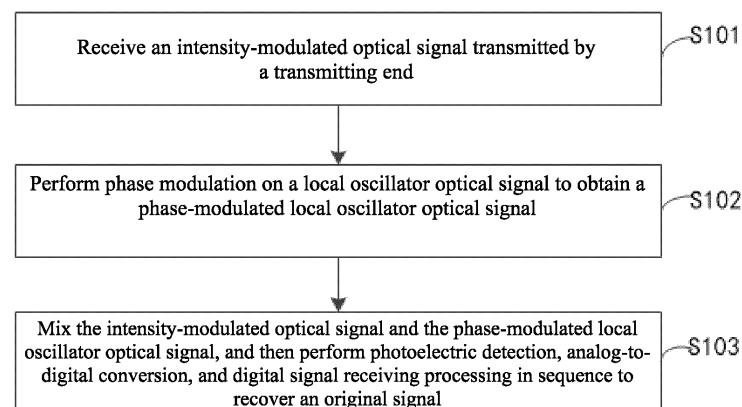 Receive an intensity-modulated optical signal transmitted by
a transmitting end
S101
Perform phase modulation on a local oscillator optical signal to obtain a
phase-modulated local oscillator optical signal
S102
Mix the intensity-modulated optical signal and the phase-modulated local
oscillator optical signal, and then perform photoelectric detection, analog-to-
digital conversion, and digital signal receiving processing in sequence to
recover an original signal
S103